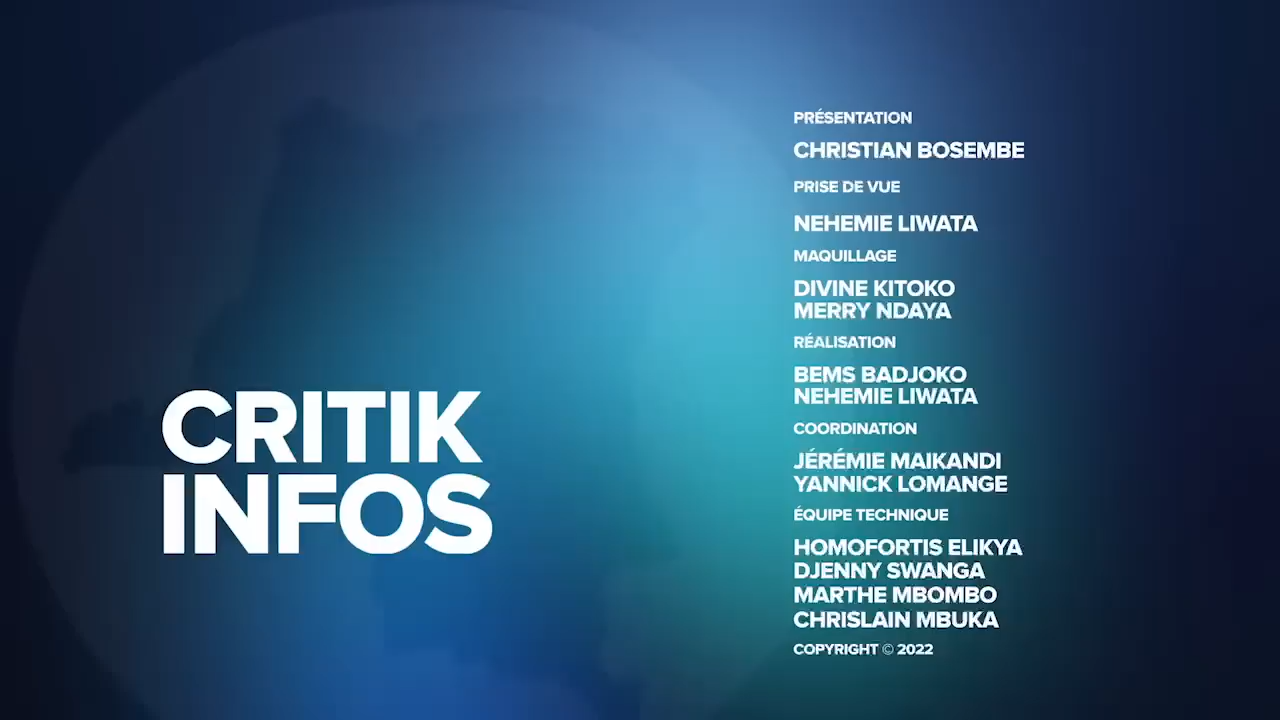 CRITIK
INFOS
PRÉSENTATION
CHRISTIAN BOSEMBE
PRISE DE VUE
NEHEMIE LIWATA
MAQUILLAGE
DIVINE KITOKO
MERRY NDAYA
RÉALISATION
BEMS BADJOKO
NEHEMIE LIWATA
COORDINATION
JÉRÉMIE MAIKANDI
YANNICK LOMANGE
ÉQUIPE TECHNIQUE
HOMOFORTIS ELIKYA
DJENNY SWANGA
MARTHE MBOMBO
CHRISLAIN MBUKA
COPYRIGHT © 2022